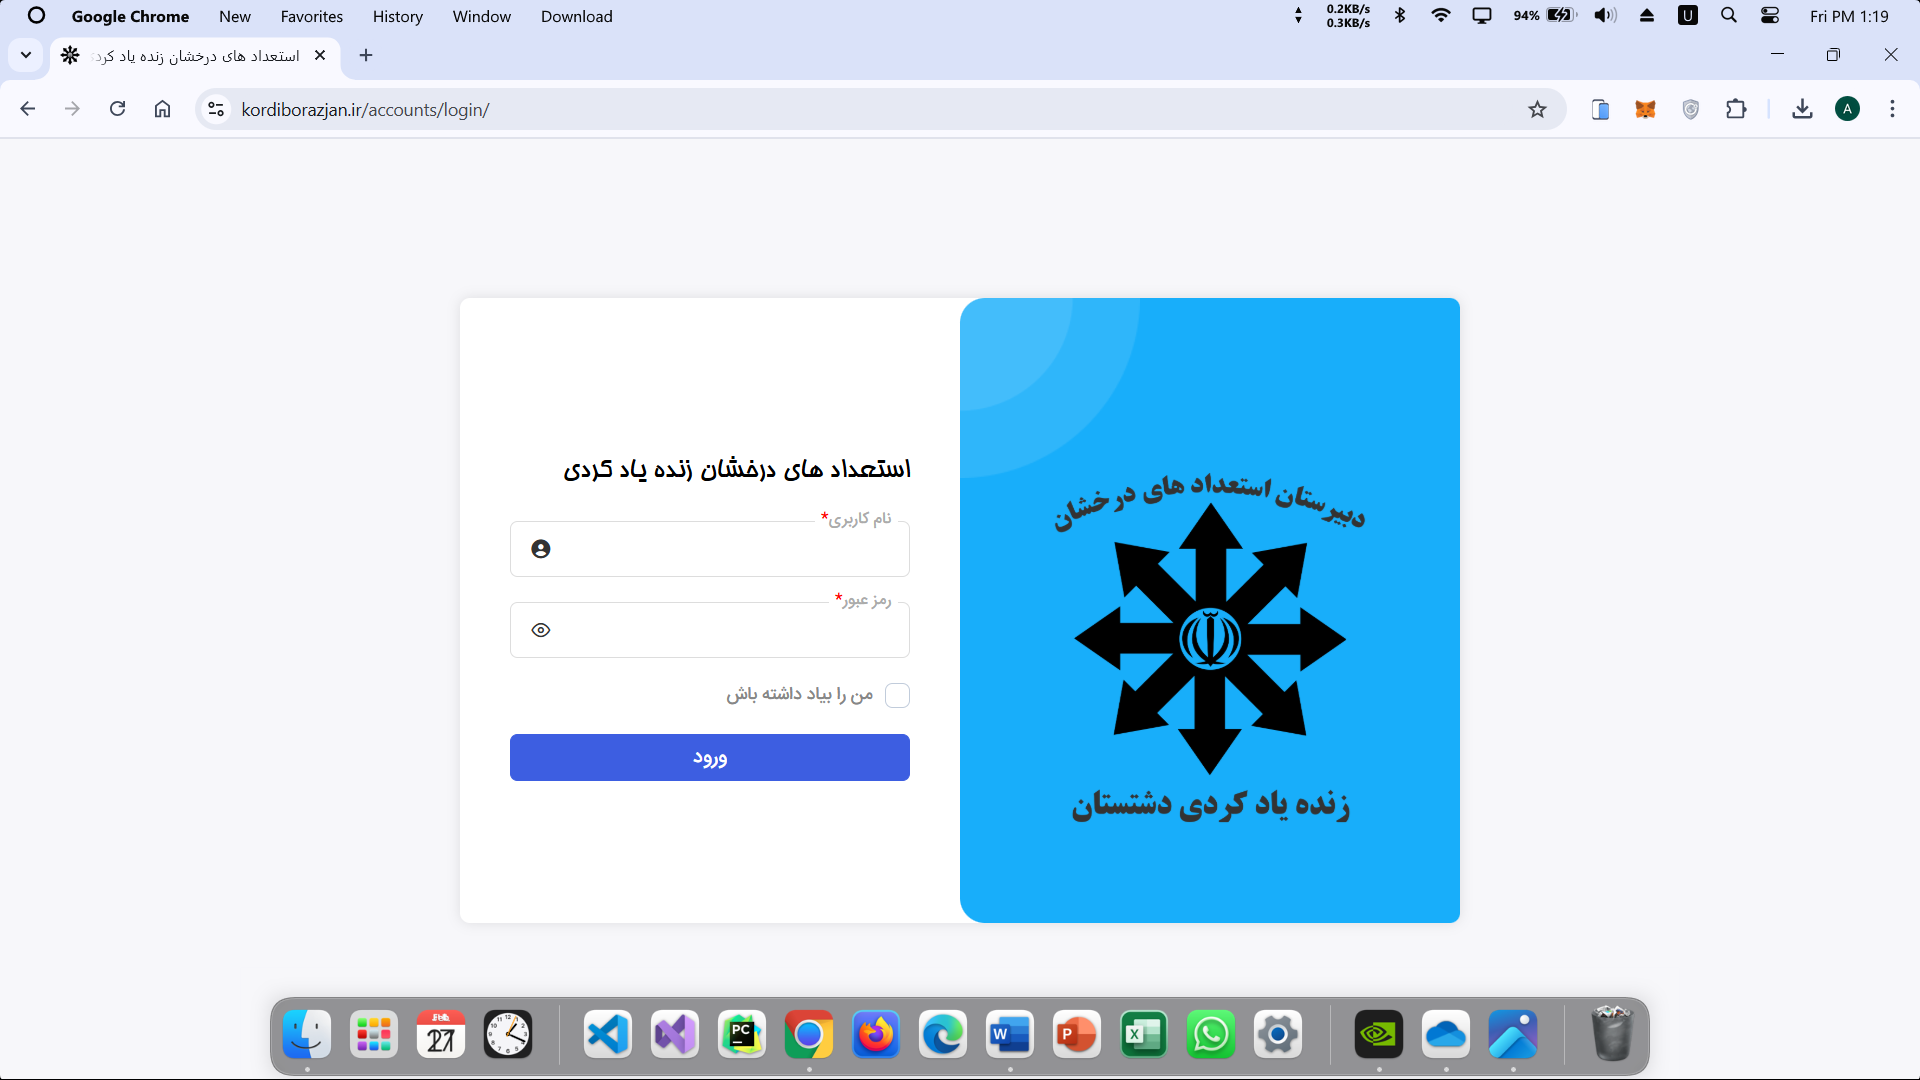 Google Chrome New Favorites History Window Download 0.2KB/s 94% U Fri PM 1:19
0.3KB/s
استعداد های درخشان زنده یاد کرد
kordiborazjan.ir/accounts/login/
A
دبیرستان استعداد های درخشان
استعداد های درخشان زنده یاد کردی
نام کاربری*
رمز عبور*
من را بیاد داشته باش
ورود
زنده یاد کردی دشتستان
27
PC
W
P
X